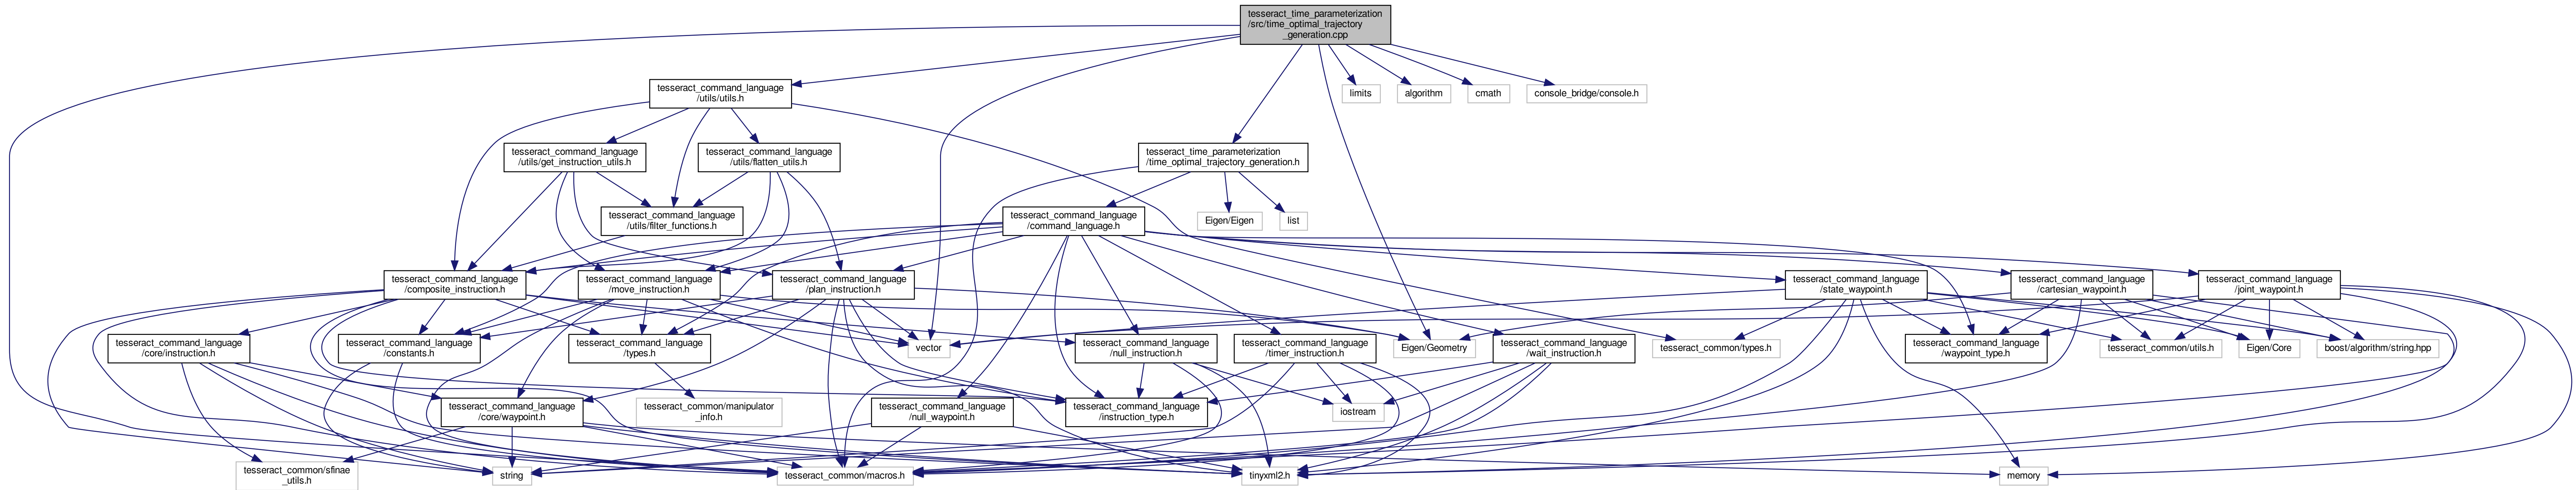 tesseract_time_parameterization
/src/time_optimal_trajectory
_generation.cpp
tesseract_command_language
/utils/utils.h
limits
algorithm
cmath
console_bridge/console.h
tesseract_command_language
/utils/get_instruction_utils.h
tesseract_command_language
/utils/flatten_utils.h
tesseract_time_parameterization
/time_optimal_trajectory_generation.h
tesseract_command_language
/utils/filter_functions.h
tesseract_command_language
/command_language.h
Eigen/Eigen
list
tesseract_command_language
/composite_instruction.h
tesseract_command_language
/move_instruction.h
tesseract_command_language
/plan_instruction.h
tesseract_command_language
/state_waypoint.h
tesseract_command_language
/cartesian_waypoint.h
tesseract_command_language
/joint_waypoint.h
tesseract_command_language
/core/instruction.h
tesseract_command_language
/constants.h
tesseract_command_language
/types.h
vector
tesseract_command_language
/null_instruction.h
tesseract_command_language
/timer_instruction.h
Eigen/Geometry
tesseract_command_language
/wait_instruction.h
tesseract_common/types.h
tesseract_command_language
/waypoint_type.h
tesseract_common/utils.h
Eigen/Core
boost/algorithm/string.hpp
tesseract_command_language
/core/waypoint.h
tesseract_common/manipulator
_info.h
tesseract_command_language
/null_waypoint.h
tesseract_command_language
/instruction_type.h
iostream
tesseract_common/sfinae
_utils.h
string
tesseract_common/macros.h
tinyxml2.h
memory